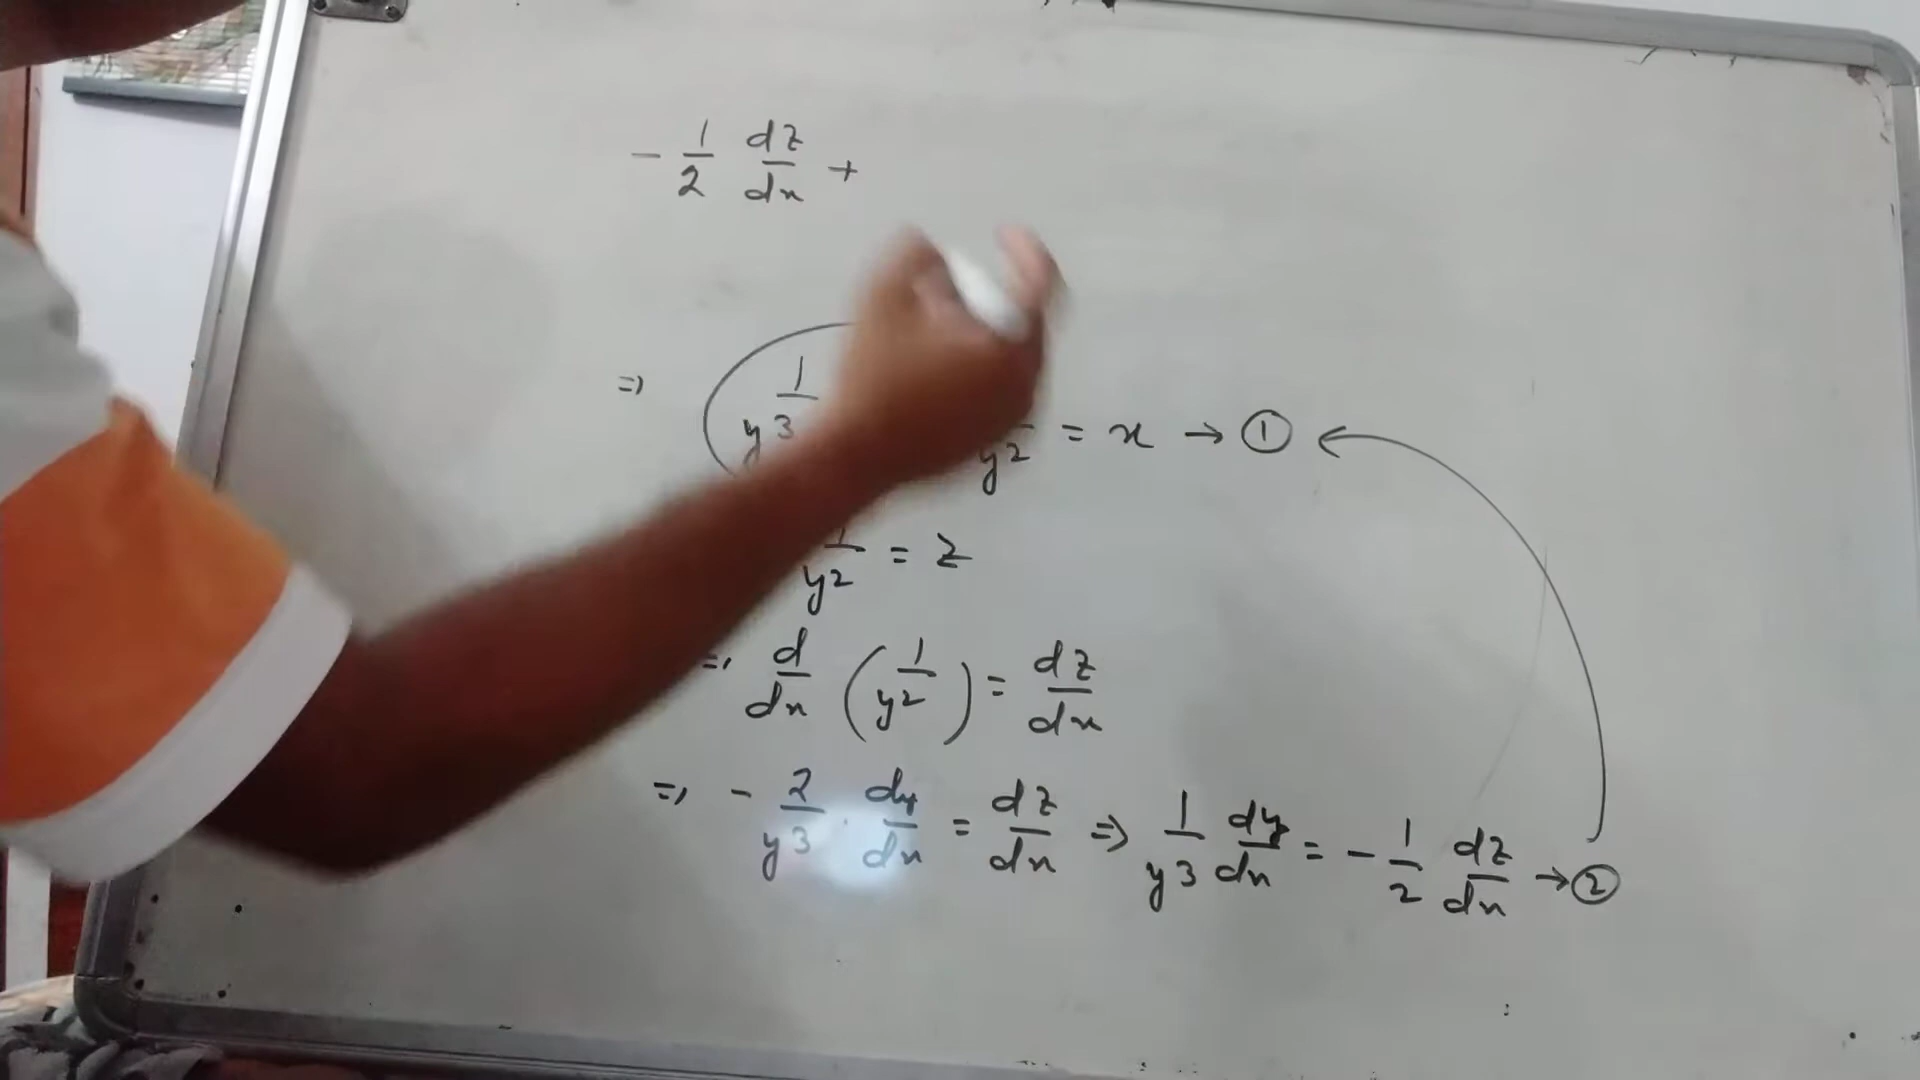 - 1/2 dz/dx +
⇒ 1/y3 y2 = x → ①
1/y2 = z
⇒ d/dx (1/y2) = dz/dx
⇒ - 2/y3 · dy/dx = dz/dx ⇒ 1/y3 dy/dx = - 1/2 dz/dx → ②